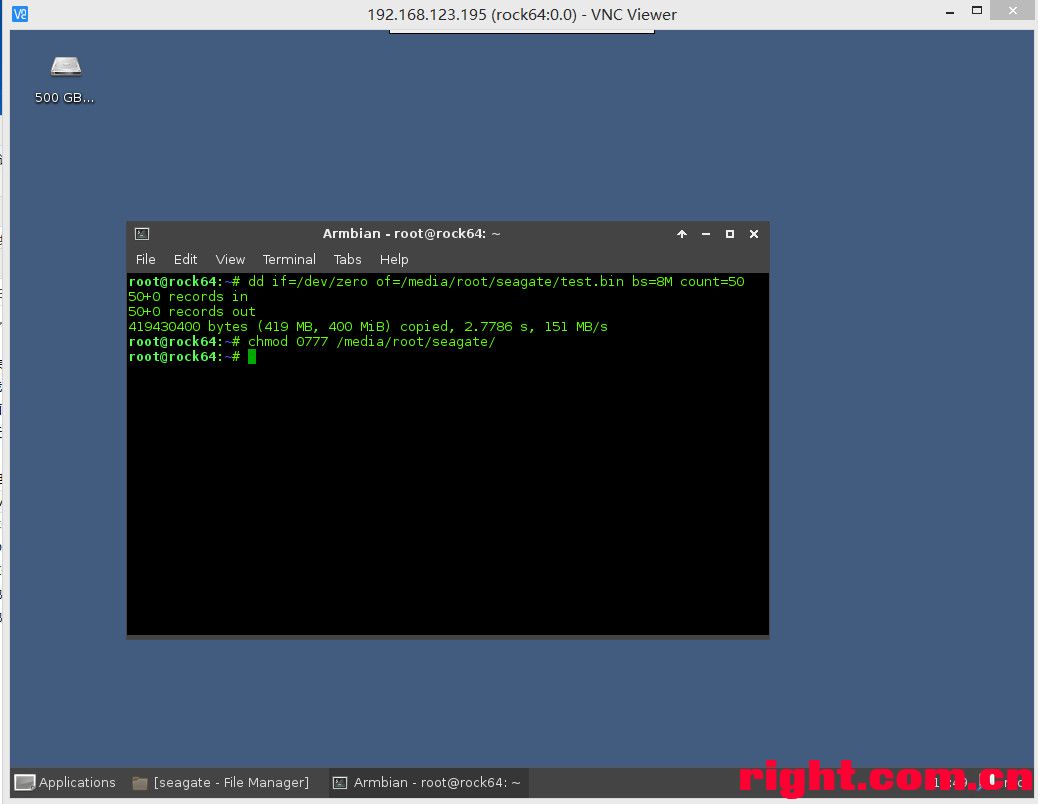 192.168.123.195 (rock64:0.0) - VNC Viewer
500 GB...
Armbian - root@rock64: ~
File Edit View Terminal Tabs Help
root@rock64:~# dd if=/dev/zero of=/media/root/seagate/test.bin bs=8M count=50
50+0 records in
50+0 records out
419430400 bytes (419 MB, 400 MiB) copied, 2.7786 s, 151 MB/s
root@rock64:~# chmod 0777 /media/root/seagate/
root@rock64:~#
Applications [seagate - File Manager] Armbian - root@rock64: ~
right.com.cn